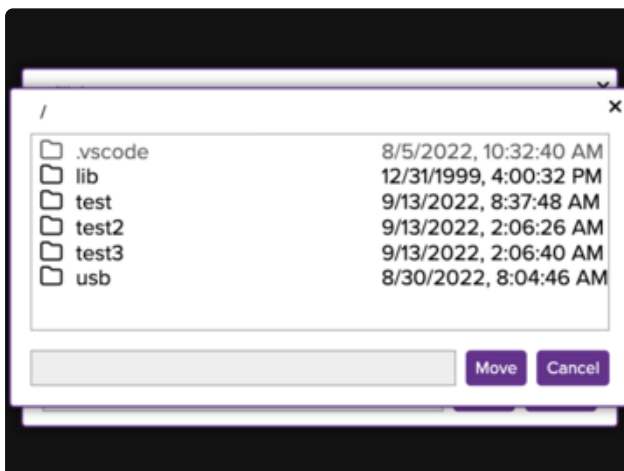 / ×
.vscode 8/5/2022, 10:32:40 AM
lib 12/31/1999, 4:00:32 PM
test 9/13/2022, 8:37:48 AM
test2 9/13/2022, 2:06:26 AM
test3 9/13/2022, 2:06:40 AM
usb 8/30/2022, 8:04:46 AM
Move Cancel